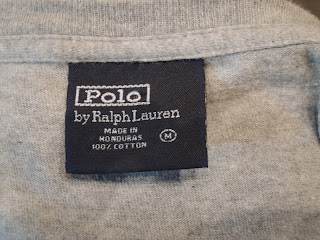 Polo
by Ralph Lauren
MADE IN
HONDURAS
100% COTTON
M